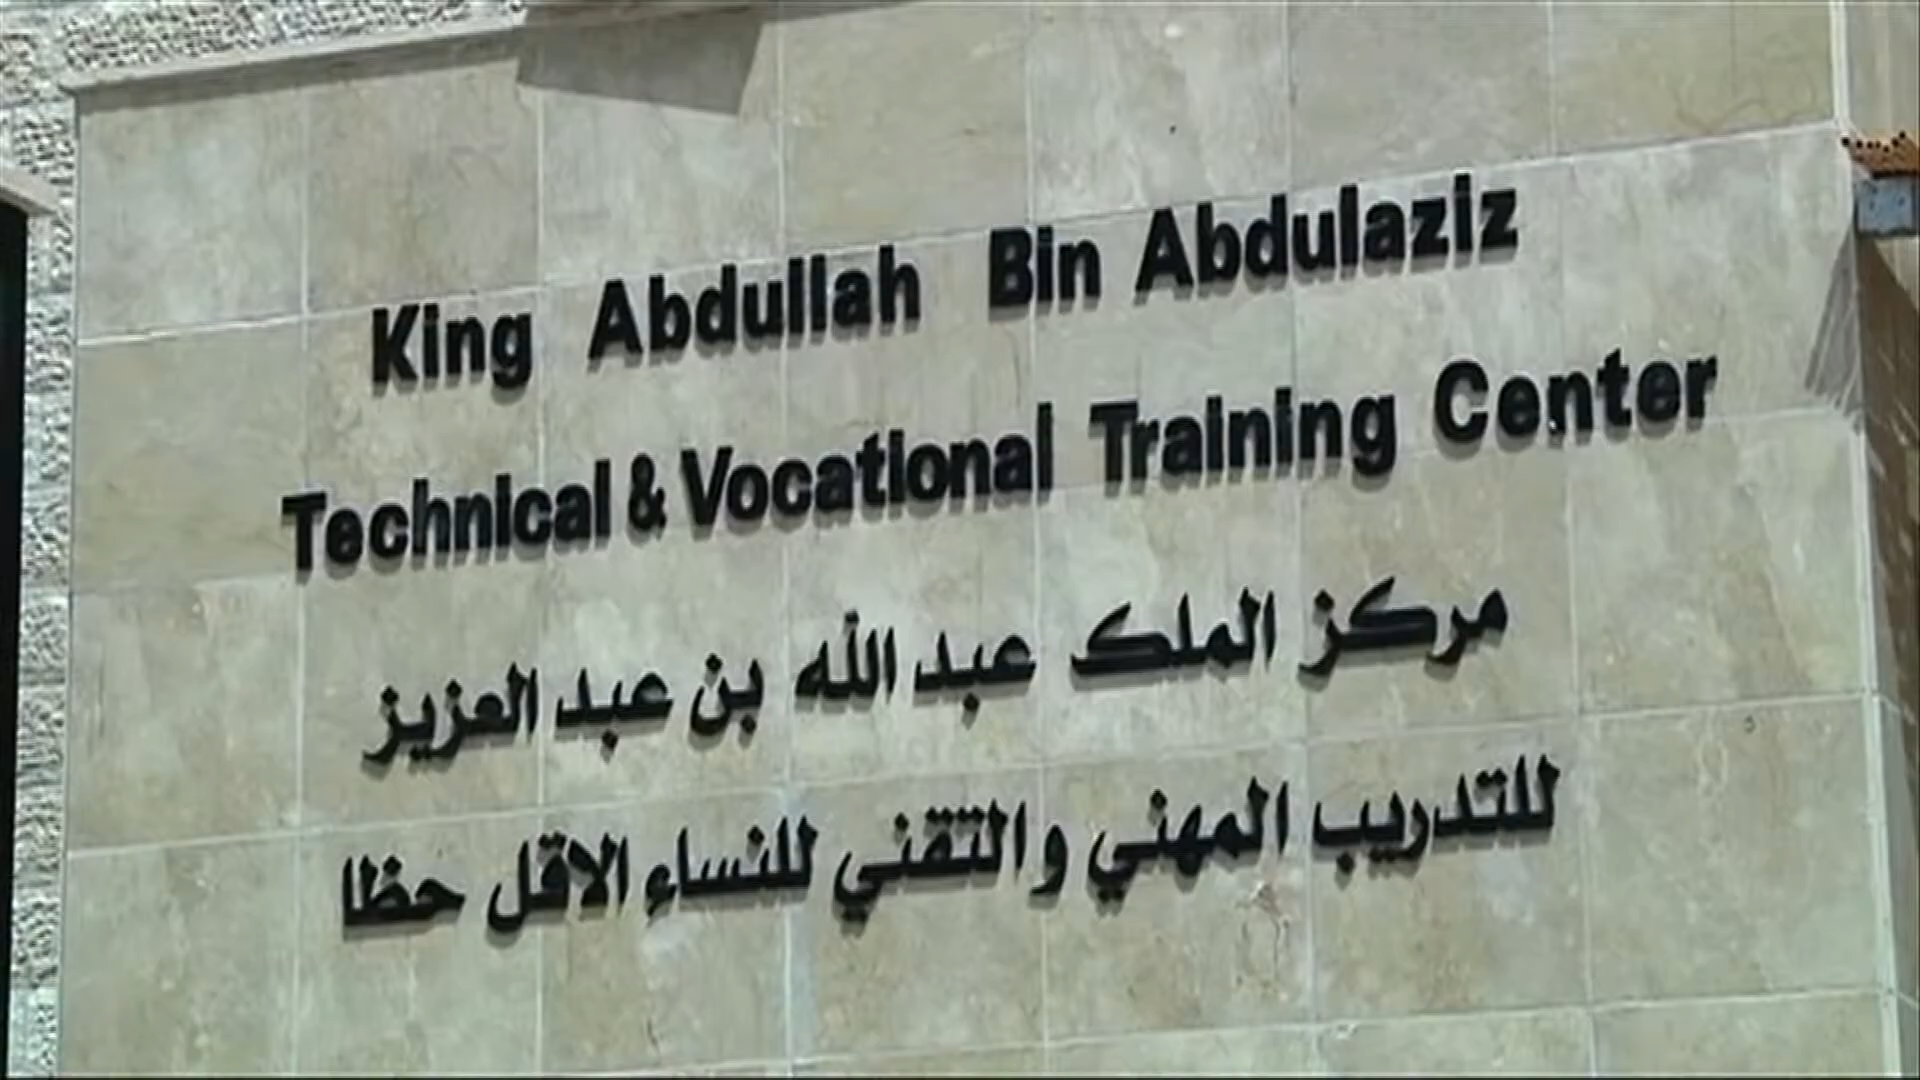 King Abdullah Bin Abdulaziz
Technical & Vocational Training Center
مركز الملك عبد الله بن عبد العزيز
للتدريب المهني والتقني للنساء الاقل حظا